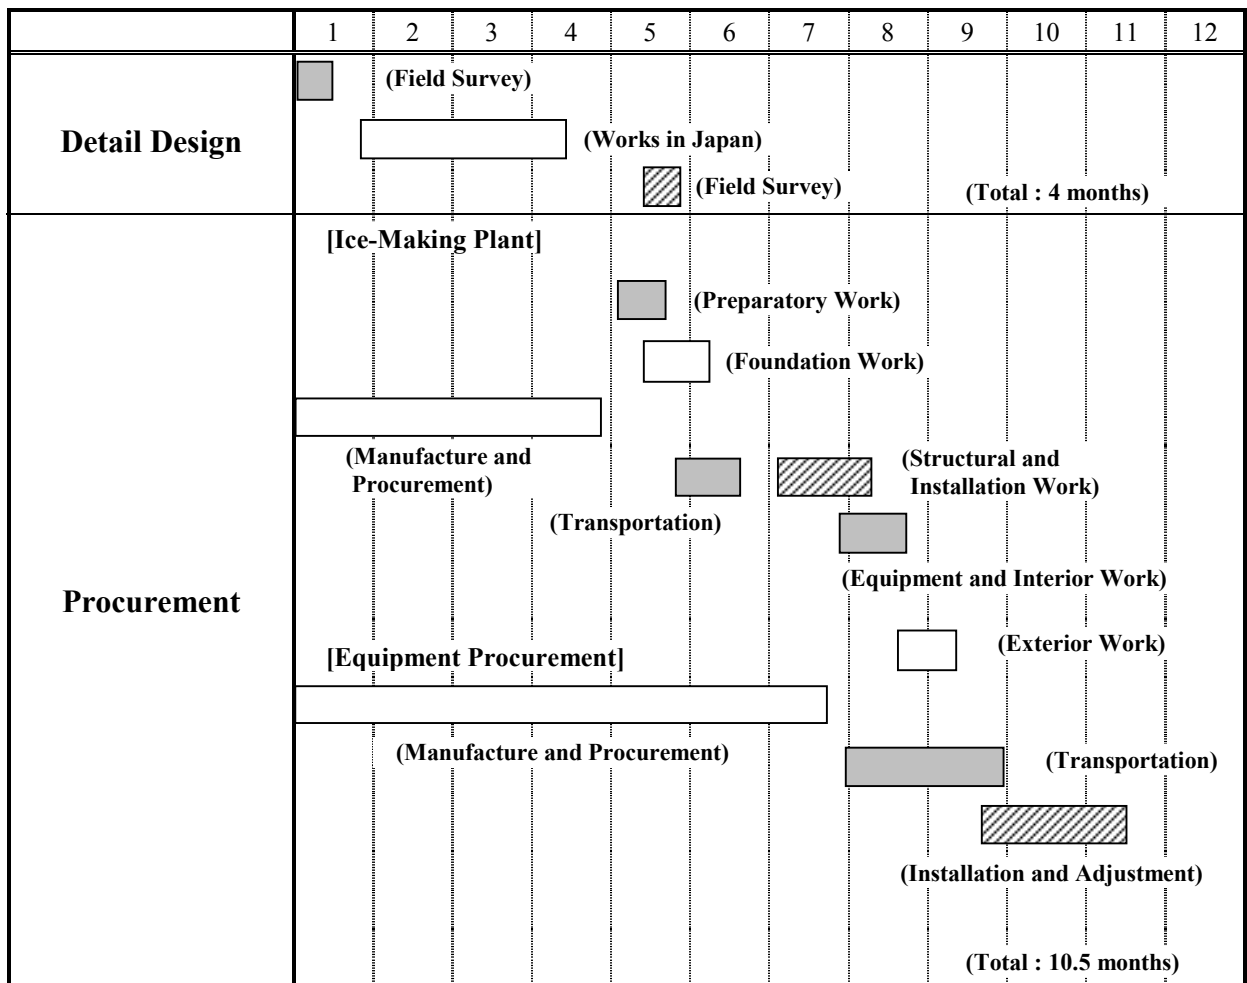 1 2 3 4 5 6 7 8 9 10 11 12
Detail Design
(Field Survey)
(Works in Japan)
(Field Survey)
(Total : 4 months)
Procurement
[Ice-Making Plant]
(Preparatory Work)
(Foundation Work)
(Manufacture and
Procurement)
(Structural and
Installation Work)
(Transportation)
(Equipment and Interior Work)
(Exterior Work)
[Equipment Procurement]
(Manufacture and Procurement)
(Transportation)
(Installation and Adjustment)
(Total : 10.5 months)